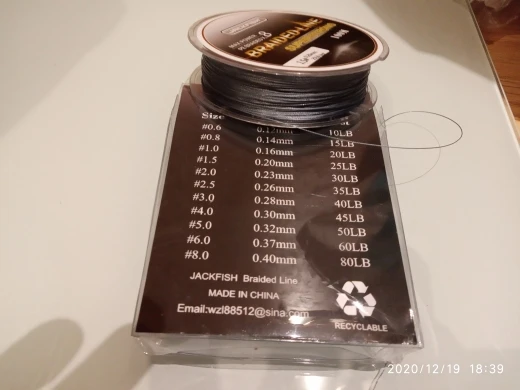 JACKFISH
BRAIDED LINE
100M
Size
#0.6 0.12mm 10LB
#0.8 0.14mm 15LB
#1.0 0.16mm 20LB
#1.5 0.20mm 25LB
#2.0 0.23mm 30LB
#2.5 0.26mm 35LB
#3.0 0.28mm 40LB
#4.0 0.30mm 45LB
#5.0 0.32mm 50LB
#6.0 0.37mm 60LB
#8.0 0.40mm 80LB
JACKFISH Braided Line
MADE IN CHINA
Email:wzl88512@sina.com
RECYCLABLE
2020/12/19 18:39